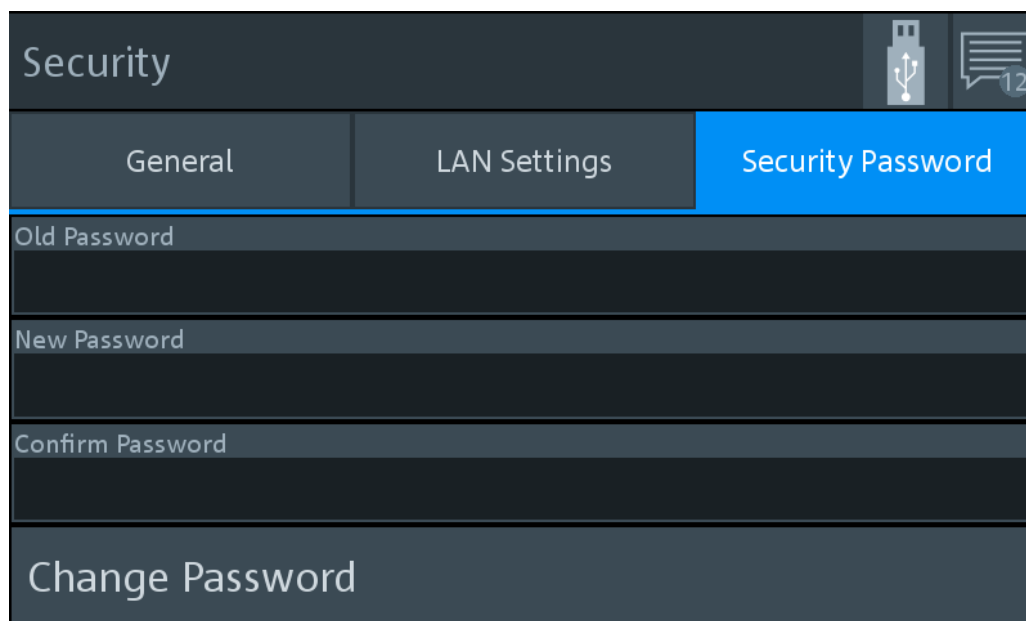 Security
12
General LAN Settings Security Password
Old Password
New Password
Confirm Password
Change Password